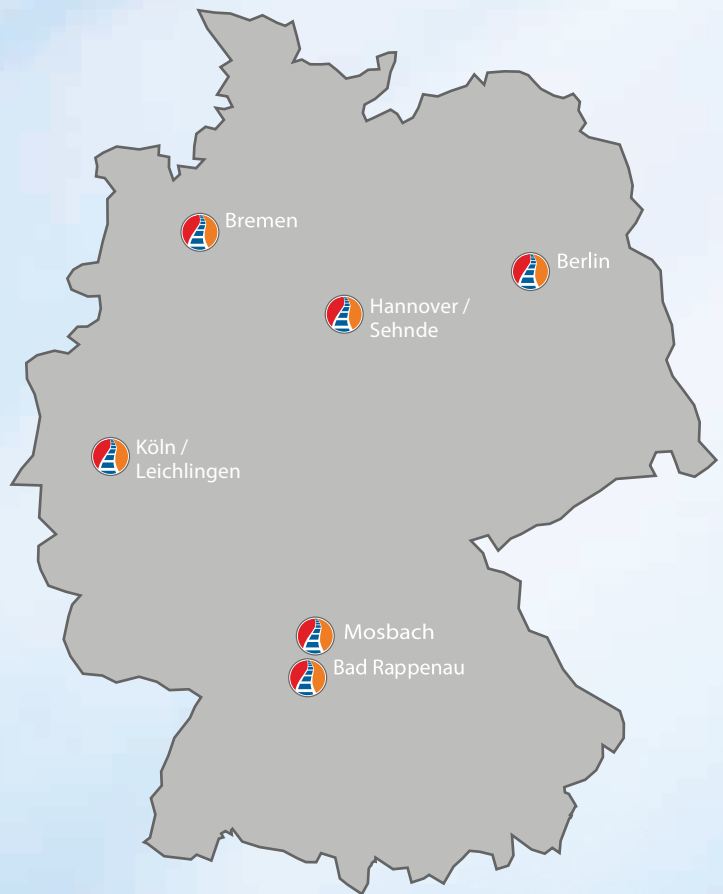 Bremen
Berlin
Hannover /
Sehnde
Köln /
Leichlingen
Mosbach
Bad Rappenau